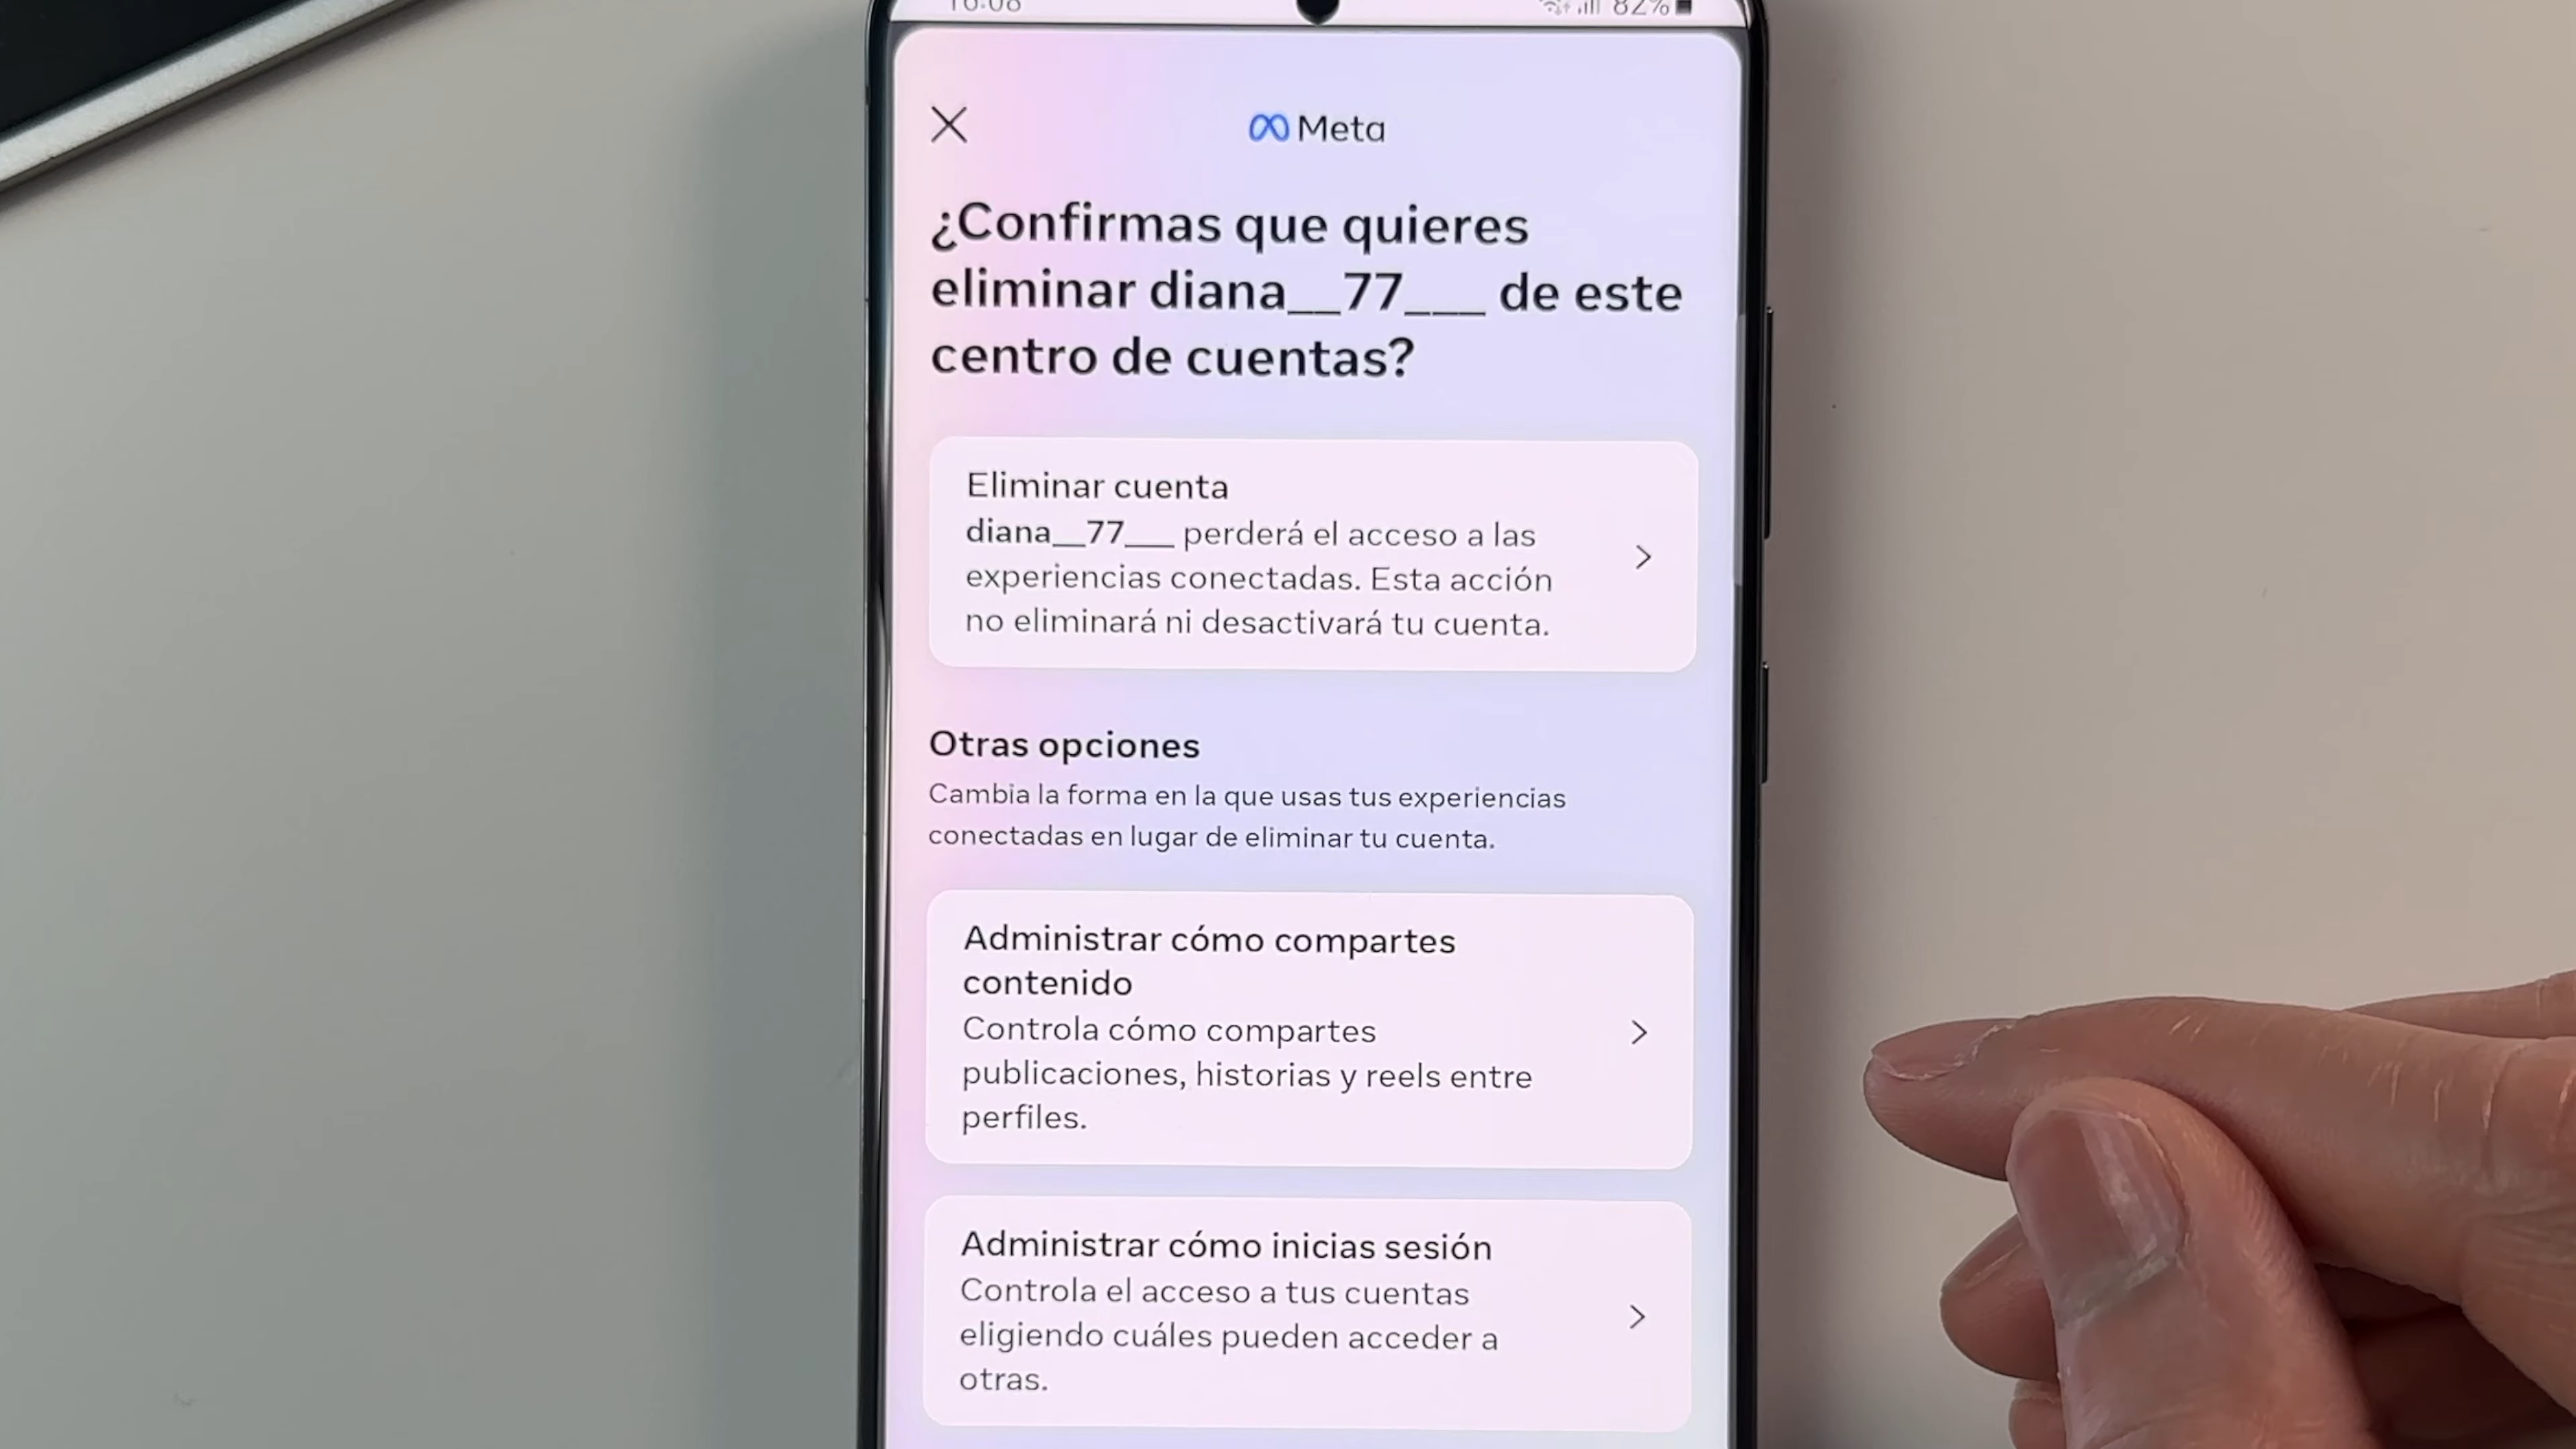 16:08
82%
Meta
¿Confirmas que quieres
eliminar diana__77___ de este
centro de cuentas?
Eliminar cuenta
diana__77___ perderá el acceso a las
experiencias conectadas. Esta acción
no eliminará ni desactivará tu cuenta.
Otras opciones
Cambia la forma en la que usas tus experiencias
conectadas en lugar de eliminar tu cuenta.
Administrar cómo compartes
contenido
Controla cómo compartes
publicaciones, historias y reels entre
perfiles.
Administrar cómo inicias sesión
Controla el acceso a tus cuentas
eligiendo cuáles pueden acceder a
otras.